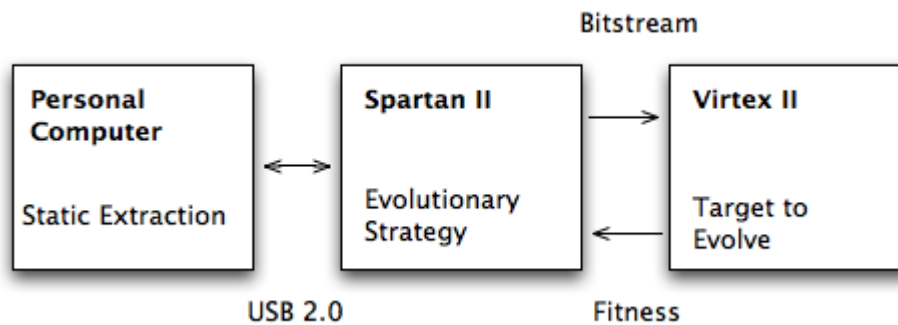 Bitstream
Personal
Computer
Static Extraction
Spartan II
Evolutionary
Strategy
Virtex II
Target to
Evolve
USB 2.0
Fitness